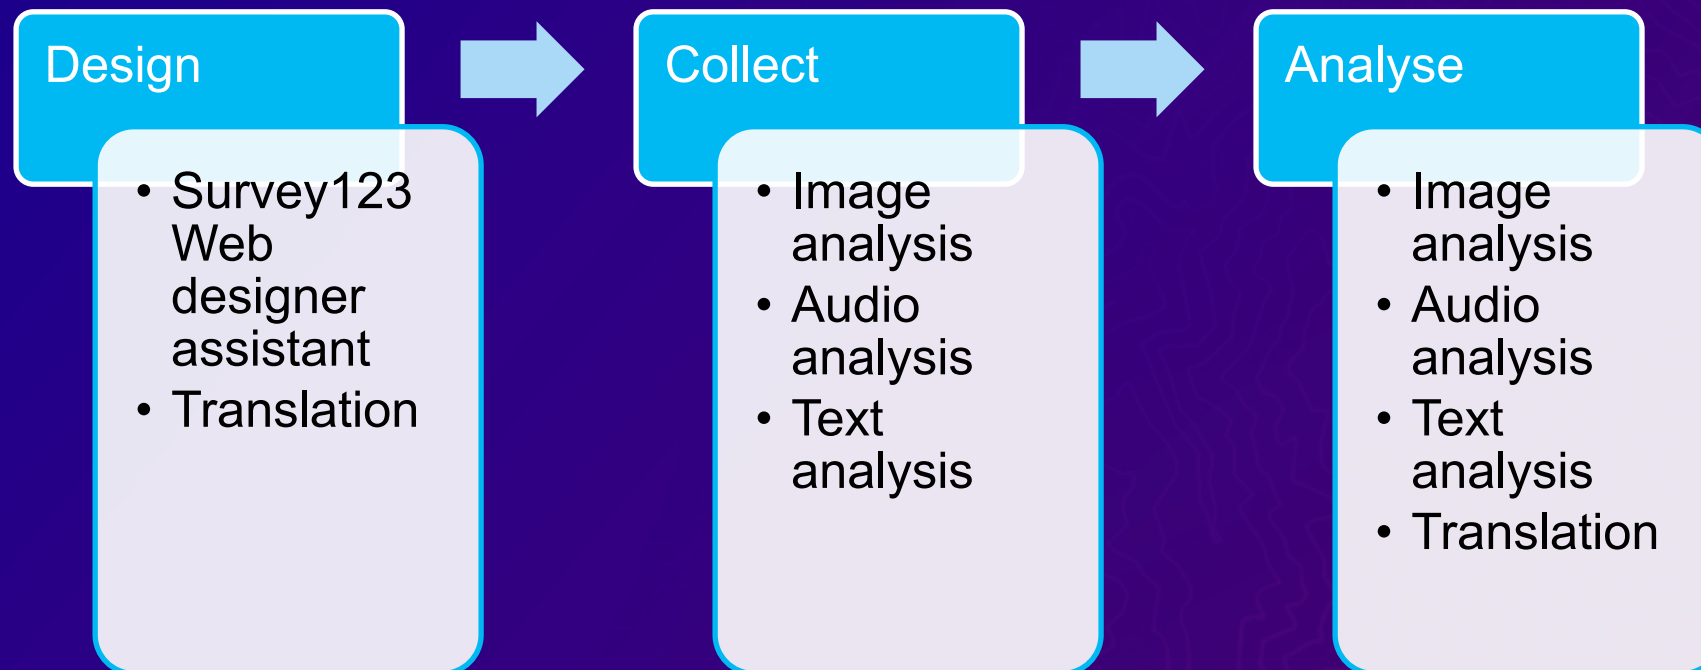 Design
• Survey123
Web
designer
assistant
• Translation
Collect
• Image
analysis
• Audio
analysis
• Text
analysis
Analyse
• Image
analysis
• Audio
analysis
• Text
analysis
• Translation